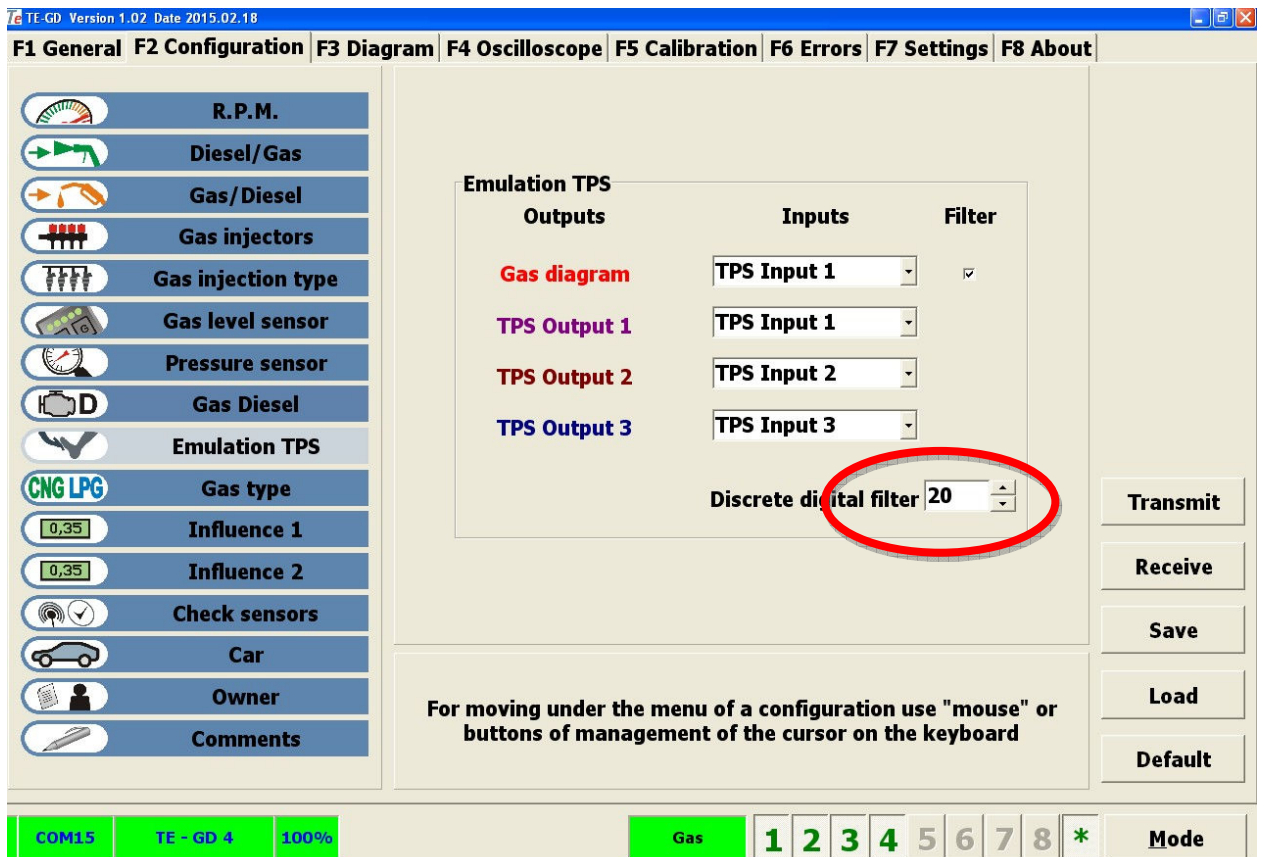 Te TE-GD Version 1.02 Date 2015.02.18
F1 General F2 Configuration F3 Diagram F4 Oscilloscope F5 Calibration F6 Errors F7 Settings F8 About
R.P.M.
Diesel/Gas
Gas/Diesel
Gas injectors
Gas injection type
G
Gas level sensor
Pressure sensor
D
Gas Diesel
Emulation TPS
CNG LPG
Gas type
0,35
Influence 1
0,35
Influence 2
Check sensors
Car
Owner
Comments
Emulation TPS
Outputs Inputs Filter
Gas diagram TPS Input 1
TPS Output 1 TPS Input 1
TPS Output 2 TPS Input 2
TPS Output 3 TPS Input 3
Discrete digital filter 20
For moving under the menu of a configuration use "mouse" or
buttons of management of the cursor on the keyboard
Transmit
Receive
Save
Load
Default
COM15 TE - GD 4 100% Gas 1 2 3 4 5 6 7 8 * Mode